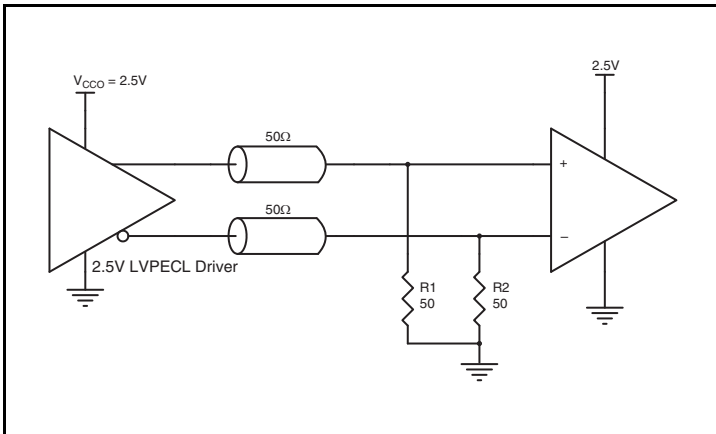 V_CCO = 2.5V
2.5V
50Ω
+
50Ω
–
2.5V LVPECL Driver
R1
50
R2
50